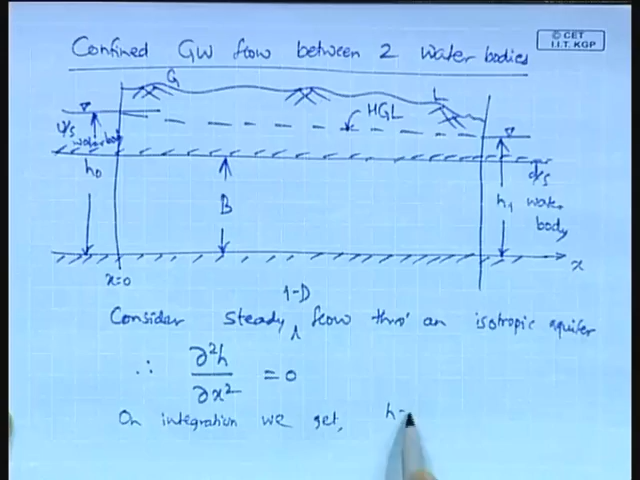 © CET
I.I.T. KGP
Confined GW flow between 2 water bodies
G L
HGL
u/s
water body
h₀
B
h₁
d/s
water
body
x=0
x
1-D
Consider steady ∧ flow thro' an isotropic aquifer
∴ ∂²h/∂x² = 0
On integration we get, h-